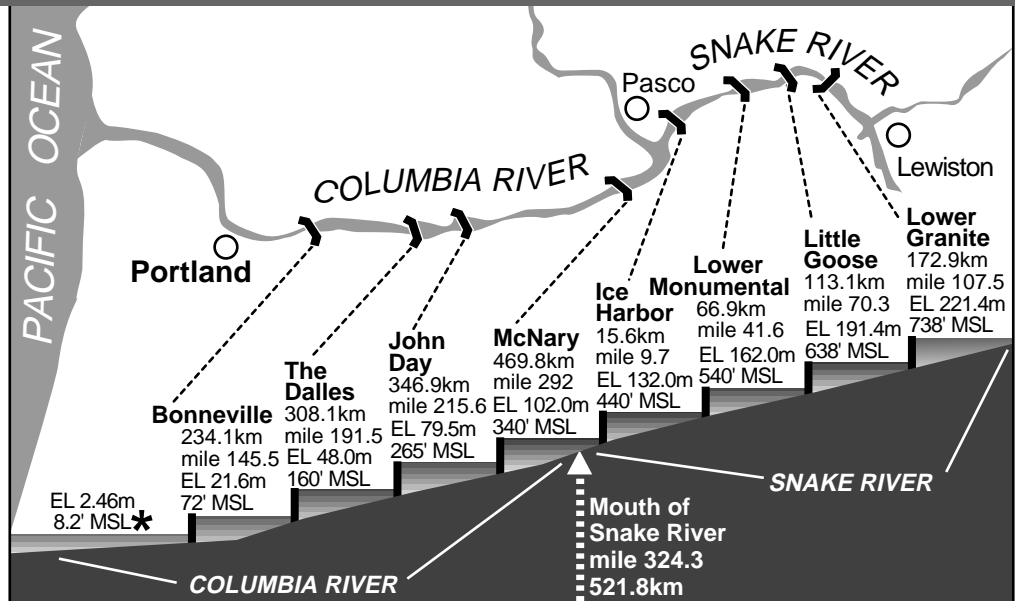 PACIFIC OCEAN
SNAKE RIVER
Pasco
Lewiston
COLUMBIA RIVER
Portland
Bonneville
234.1km
mile 145.5
EL 21.6m
72' MSL
The
Dalles
308.1km
mile 191.5
EL 48.0m
160' MSL
John
Day
346.9km
mile 215.6
EL 79.5m
265' MSL
McNary
469.8km
mile 292
EL 102.0m
340' MSL
Ice
Harbor
15.6km
mile 9.7
EL 132.0m
440' MSL
Lower
Monumental
66.9km
mile 41.6
EL 162.0m
540' MSL
Little
Goose
113.1km
mile 70.3
EL 191.4m
638' MSL
Lower
Granite
172.9km
mile 107.5
EL 221.4m
738' MSL
EL 2.46m
8.2' MSL*
SNAKE RIVER
Mouth of
Snake River
mile 324.3
521.8km
COLUMBIA RIVER